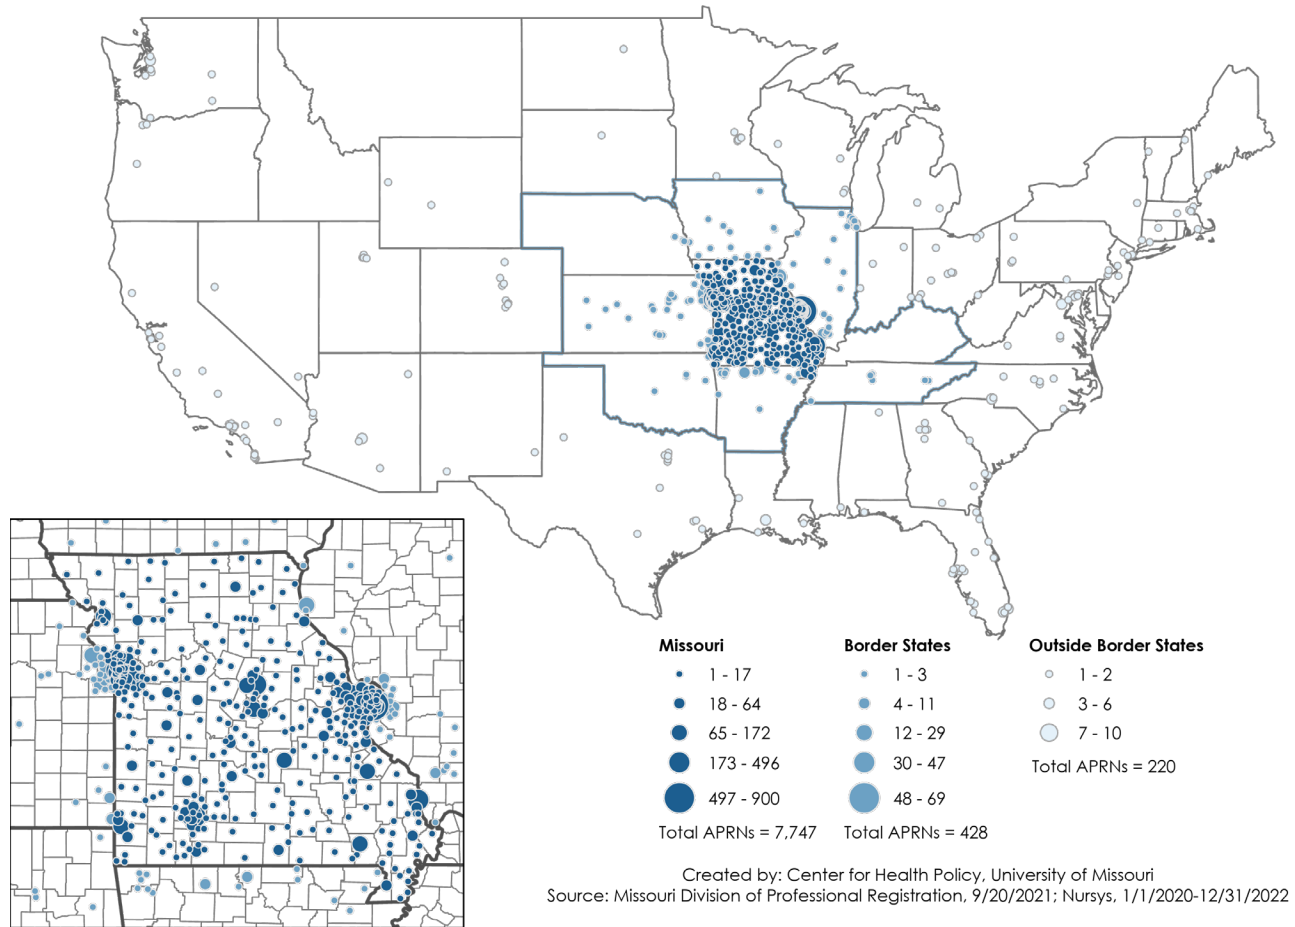 Missouri
1 - 17
18 - 64
65 - 172
173 - 496
497 - 900
Total APRNs = 7,747
Border States
1 - 3
4 - 11
12 - 29
30 - 47
48 - 69
Total APRNs = 428
Outside Border States
1 - 2
3 - 6
7 - 10
Total APRNs = 220
Created by: Center for Health Policy, University of Missouri
Source: Missouri Division of Professional Registration, 9/20/2021; Nursys, 1/1/2020-12/31/2022